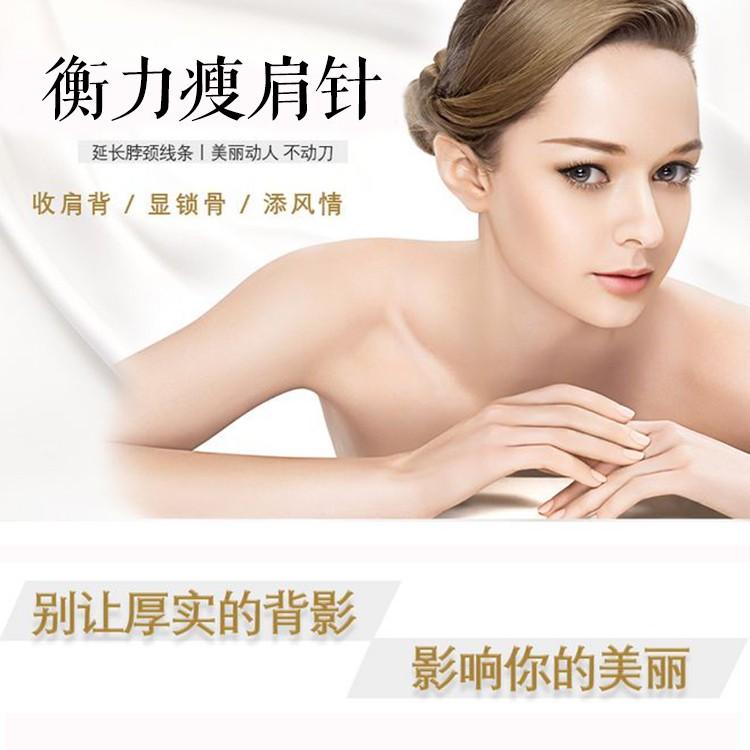 衡力瘦肩针
延长脖颈线条丨美丽动人 不动刀
收肩背 / 显锁骨 / 添风情
别让厚实的背影
影响你的美丽